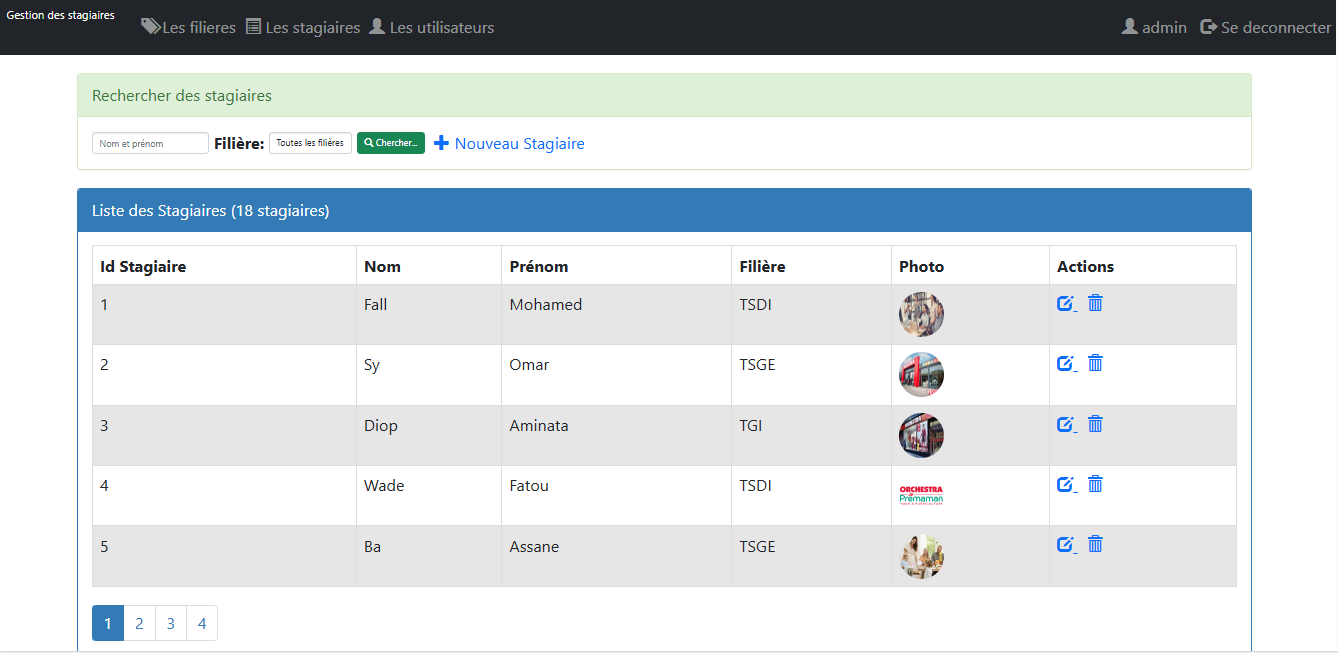 Gestion des stagiaires
Les filieres Les stagiaires Les utilisateurs admin Se deconnecter
Rechercher des stagiaires
Nom et prénom Filière: Toutes les filières Chercher... Nouveau Stagiaire
Liste des Stagiaires (18 stagiaires)
Id Stagiaire Nom Prénom Filière Photo Actions
1 Fall Mohamed TSDI
2 Sy Omar TSGE
3 Diop Aminata TGI
4 Wade Fatou TSDI
ORCHESTRA
Prémaman
5 Ba Assane TSGE
1 2 3 4